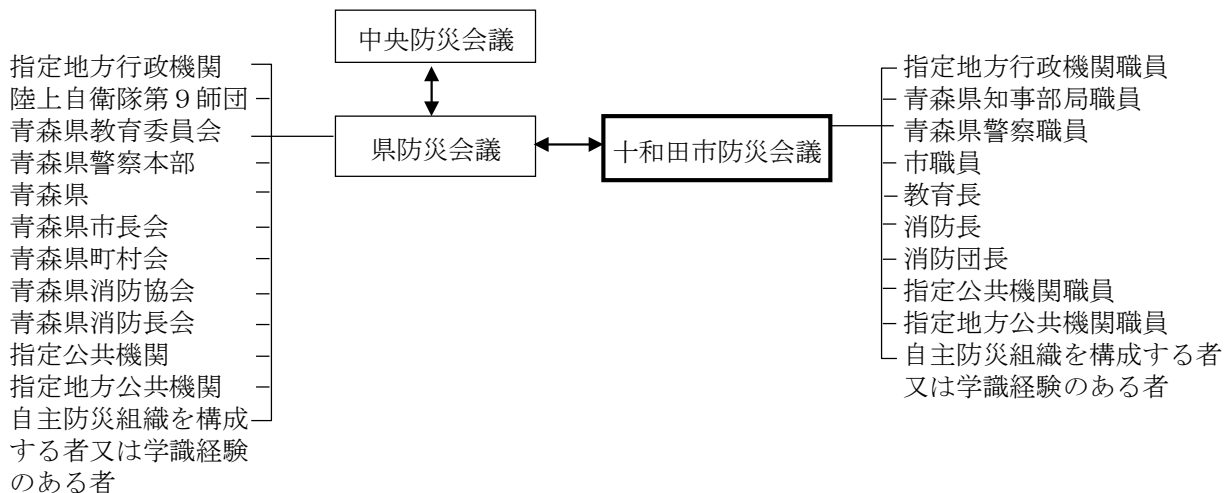 中央防災会議
指定地方行政機関
陸上自衛隊第９師団
青森県教育委員会
青森県警察本部
青森県
青森県市長会
青森県町村会
青森県消防協会
青森県消防長会
指定公共機関
指定地方公共機関
自主防災組織を構成
する者又は学識経験
のある者
県防災会議
十和田市防災会議
指定地方行政機関職員
青森県知事部局職員
青森県警察職員
市職員
教育長
消防長
消防団長
指定公共機関職員
指定地方公共機関職員
自主防災組織を構成する者
又は学識経験のある者